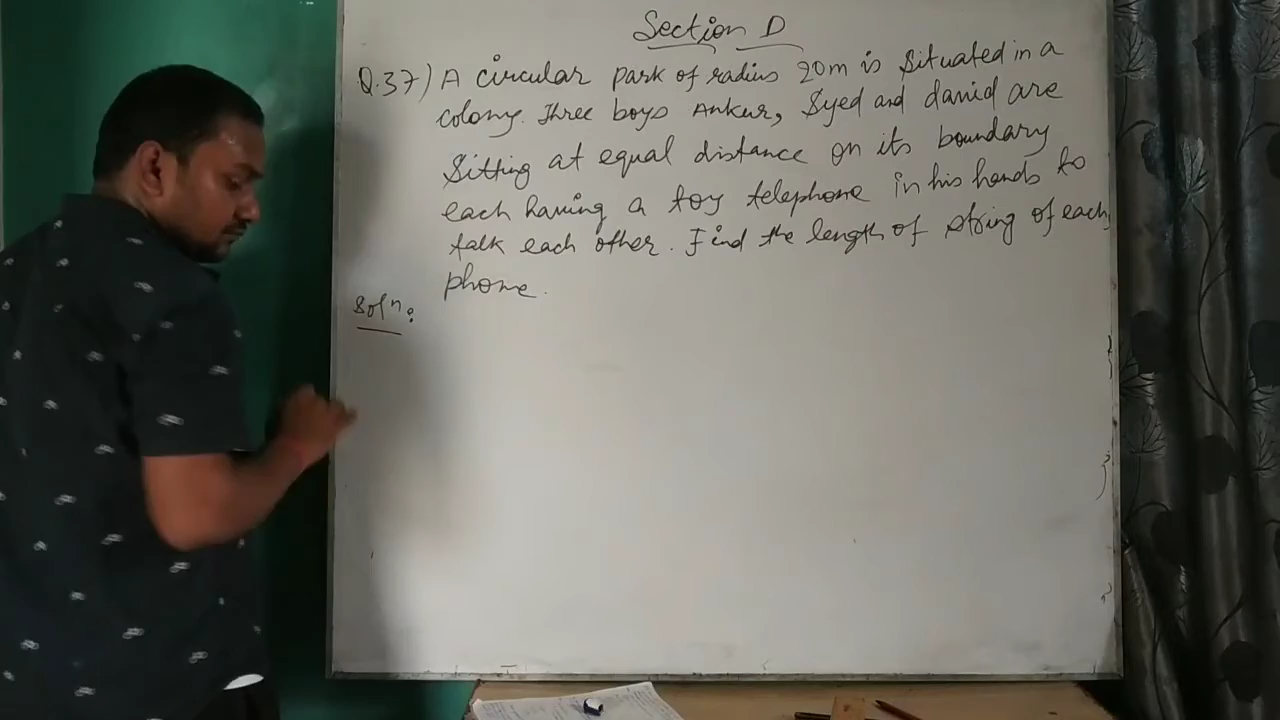 Section D
Q.37) A circular park of radius 20m is situated in a
colony. Three boys Ankur, Syed and david are
Sitting at equal distance on its boundary
each having a toy telephone in his hands to
talk each other. Find the length of string of each
phone.
Solⁿ: